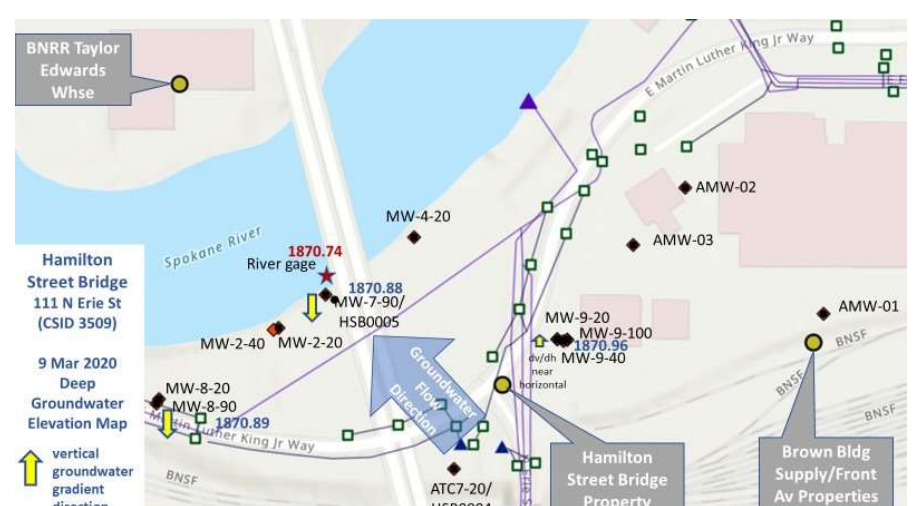 BNRR Taylor
Edwards
Whse
E Martin Luther King Jr Way
AMW-02
MW-4-20
AMW-03
Spokane River
1870.74
River gage
Hamilton
Street Bridge
111 N Erie St
(CSID 3509)
9 Mar 2020
Deep
Groundwater
Elevation Map
vertical
groundwater
gradient
direction
1870.88
MW-7-90/
HSB0005
MW-2-40
MW-2-20
MW-9-20
MW-9-100
1870.96
MW-9-40
dv/dh
near
horizontal
AMW-01
BNSF
BNSF
BNSF
Groundwater
Flow
Direction
MW-8-20
MW-8-90
1870.89
Martin Luther King Jr Way
BNSF
ATC7-20/
HSB0004
Hamilton
Street Bridge
Property
Brown Bldg
Supply/Front
Av Properties